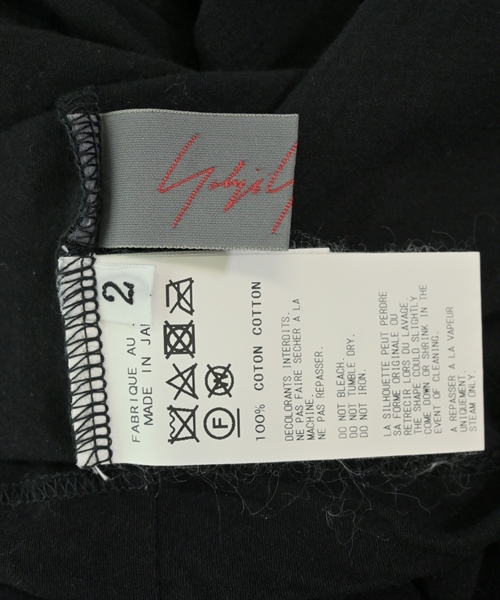 2
FABRIQUE AU
MADE IN JA
F
W
100% COTON COTTON
DECOLORANTS INTERDITS.
NE PAS FAIRE SECHER A LA
MACHINE.
NE PAS REPASSER.
DO NOT BLEACH.
DO NOT TUMBLE DRY.
DO NOT IRON.
LA SILHOUETTE PEUT PERDRE
SA FORME ORIGINALE OU
RETRECIR LORS DU LAVAGE.
THE SHAPE COULD SLIGHTLY
COME DOWN OR SHRINK IN THE
EVENT OF CLEANING.
A REPASSER A LA VAPEUR
UNIQUEMENT.
STEAM ONLY.